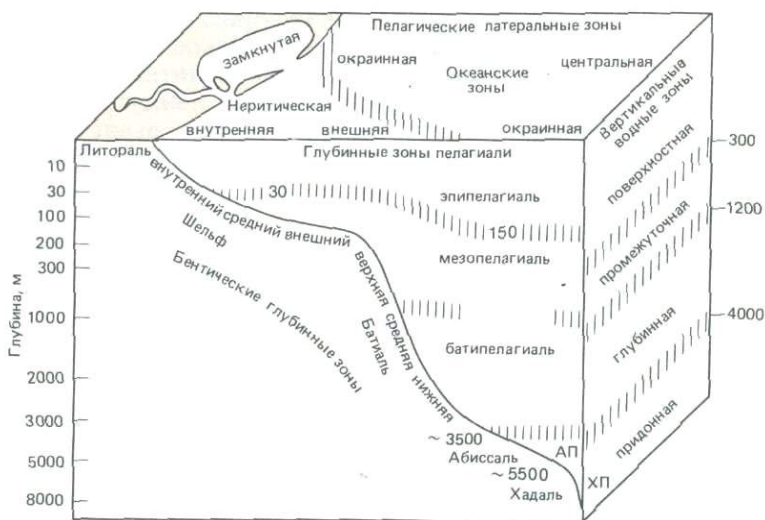 Пелагические латеральные зоны
замкнутая
окраинная
Океанские
зоны
центральная
Неритическая
внутренняя
внешняя
окраинная
Вертикальные
водные зоны
Литораль
Глубинные зоны пелагиали
поверхностная
300
10
внутренний средний внешний
30
эпипелагиаль
30
100
Шельф
150
1200
200
мезопелагиаль
промежуточная
300
Бентические глубинные зоны
верхняя средняя нижняя
Глубина, м
1000
Батиаль
батипелагиаль
глубинная
4000
2000
3000
~ 3500
АП
придонная
5000
Абиссаль
~ 5500
ХП
8000
Хадаль